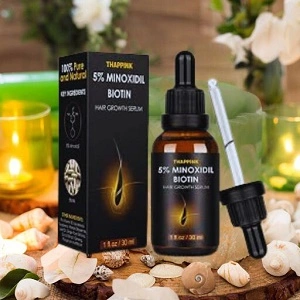 100% Pure
and Natural
KEY INGREDIENTS
THAPPINK
5% MINOXIDIL
BIOTIN
HAIR GROWTH SERUM
1 fl oz / 30 ml
THAPPINK
5% MINOXIDIL
BIOTIN
HAIR GROWTH SERUM
1 fl oz / 30 ml